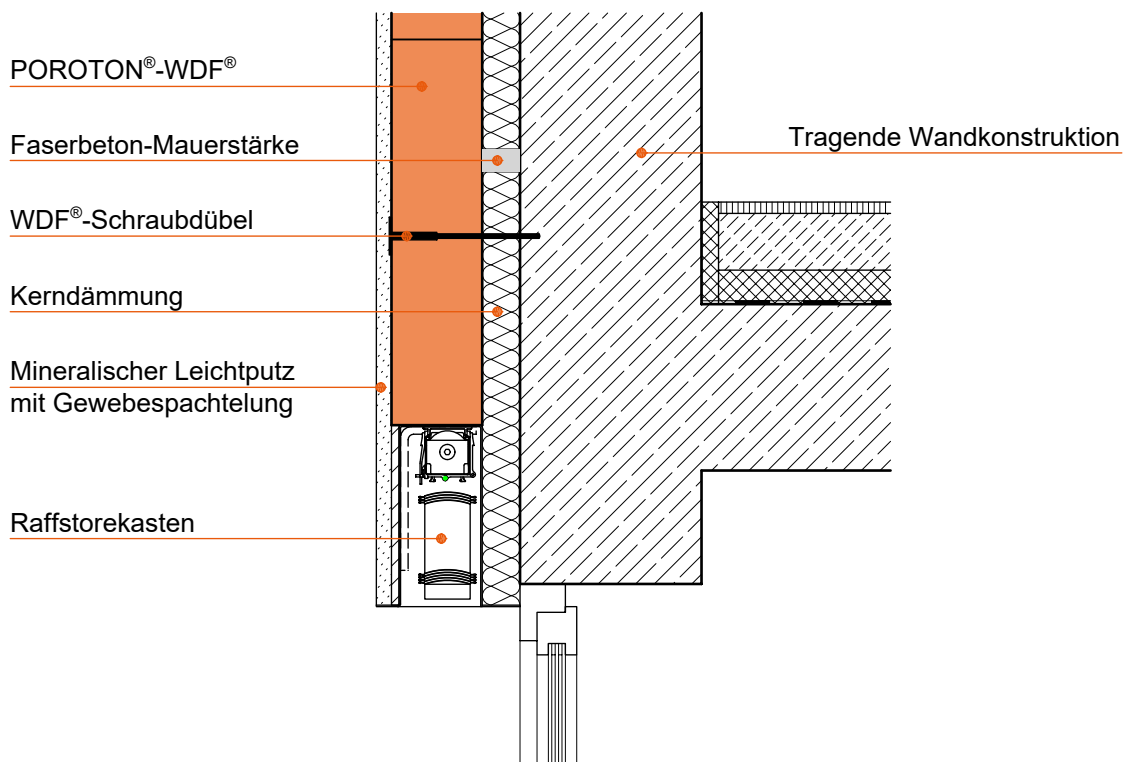 POROTON®-WDF®
Faserbeton-Mauerstärke
Tragende Wandkonstruktion
WDF®-Schraubdübel
Kerndämmung
Mineralischer Leichtputz
mit Gewebespachtelung
Raffstorekasten